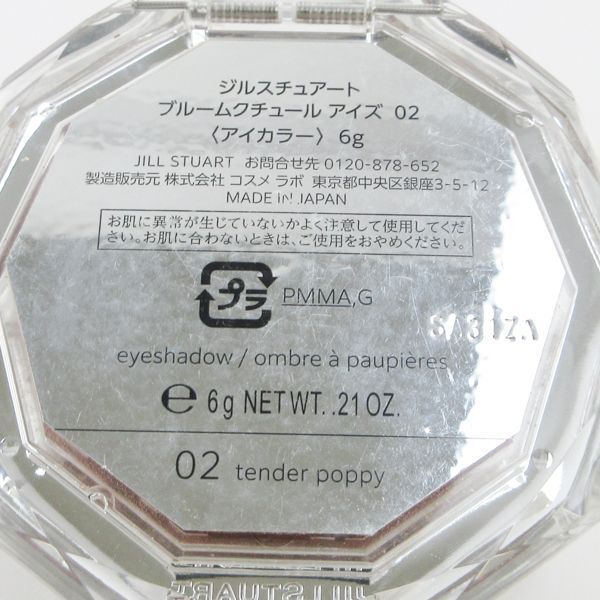 ジルスチュアート
ブルームクチュール アイズ 02
〈アイカラー〉 6g
JILL STUART お問合せ先 0120-878-652
製造販売元 株式会社 コスメ ラボ 東京都中央区銀座3-5-12
MADE IN JAPAN
お肌に異常が生じていないかよく注意して使用してくだ
さい。お肌に合わないときは、ご使用をおやめください。
プラ PMMA,G
eyeshadow / ombre à paupières
℮ 6g NET WT. .21 OZ.
02 tender poppy
JILL STUART